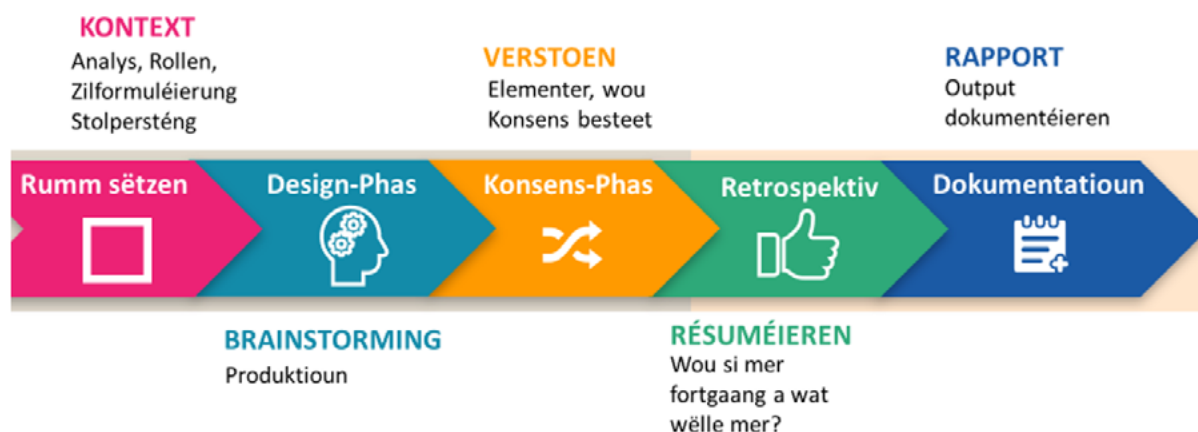 KONTEXT
Analys, Rollen,
Zilformuléierung
Stolpersténg
VERSTOEN
Elementer, wou
Konsens besteet
RAPPORT
Output
dokumentéieren
Rumm sëtzen
Design-Phas
Konsens-Phas
Retrospektiv
Dokumentatioun
BRAINSTORMING
Produktioun
RÉSUMÉIEREN
Wou si mer
fortgaang a wat
wëlle mer?